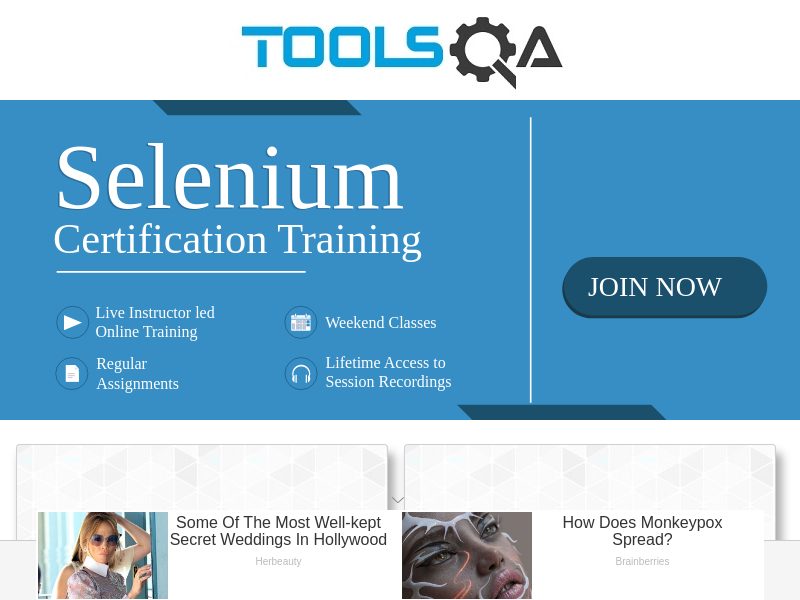 TOOLSQA
Selenium
Certification Training
JOIN NOW
Live Instructor led
Online Training
Weekend Classes
Regular
Assignments
Lifetime Access to
Session Recordings
Some Of The Most Well-kept
Secret Weddings In Hollywood
Herbeauty
How Does Monkeypox
Spread?
Brainberries